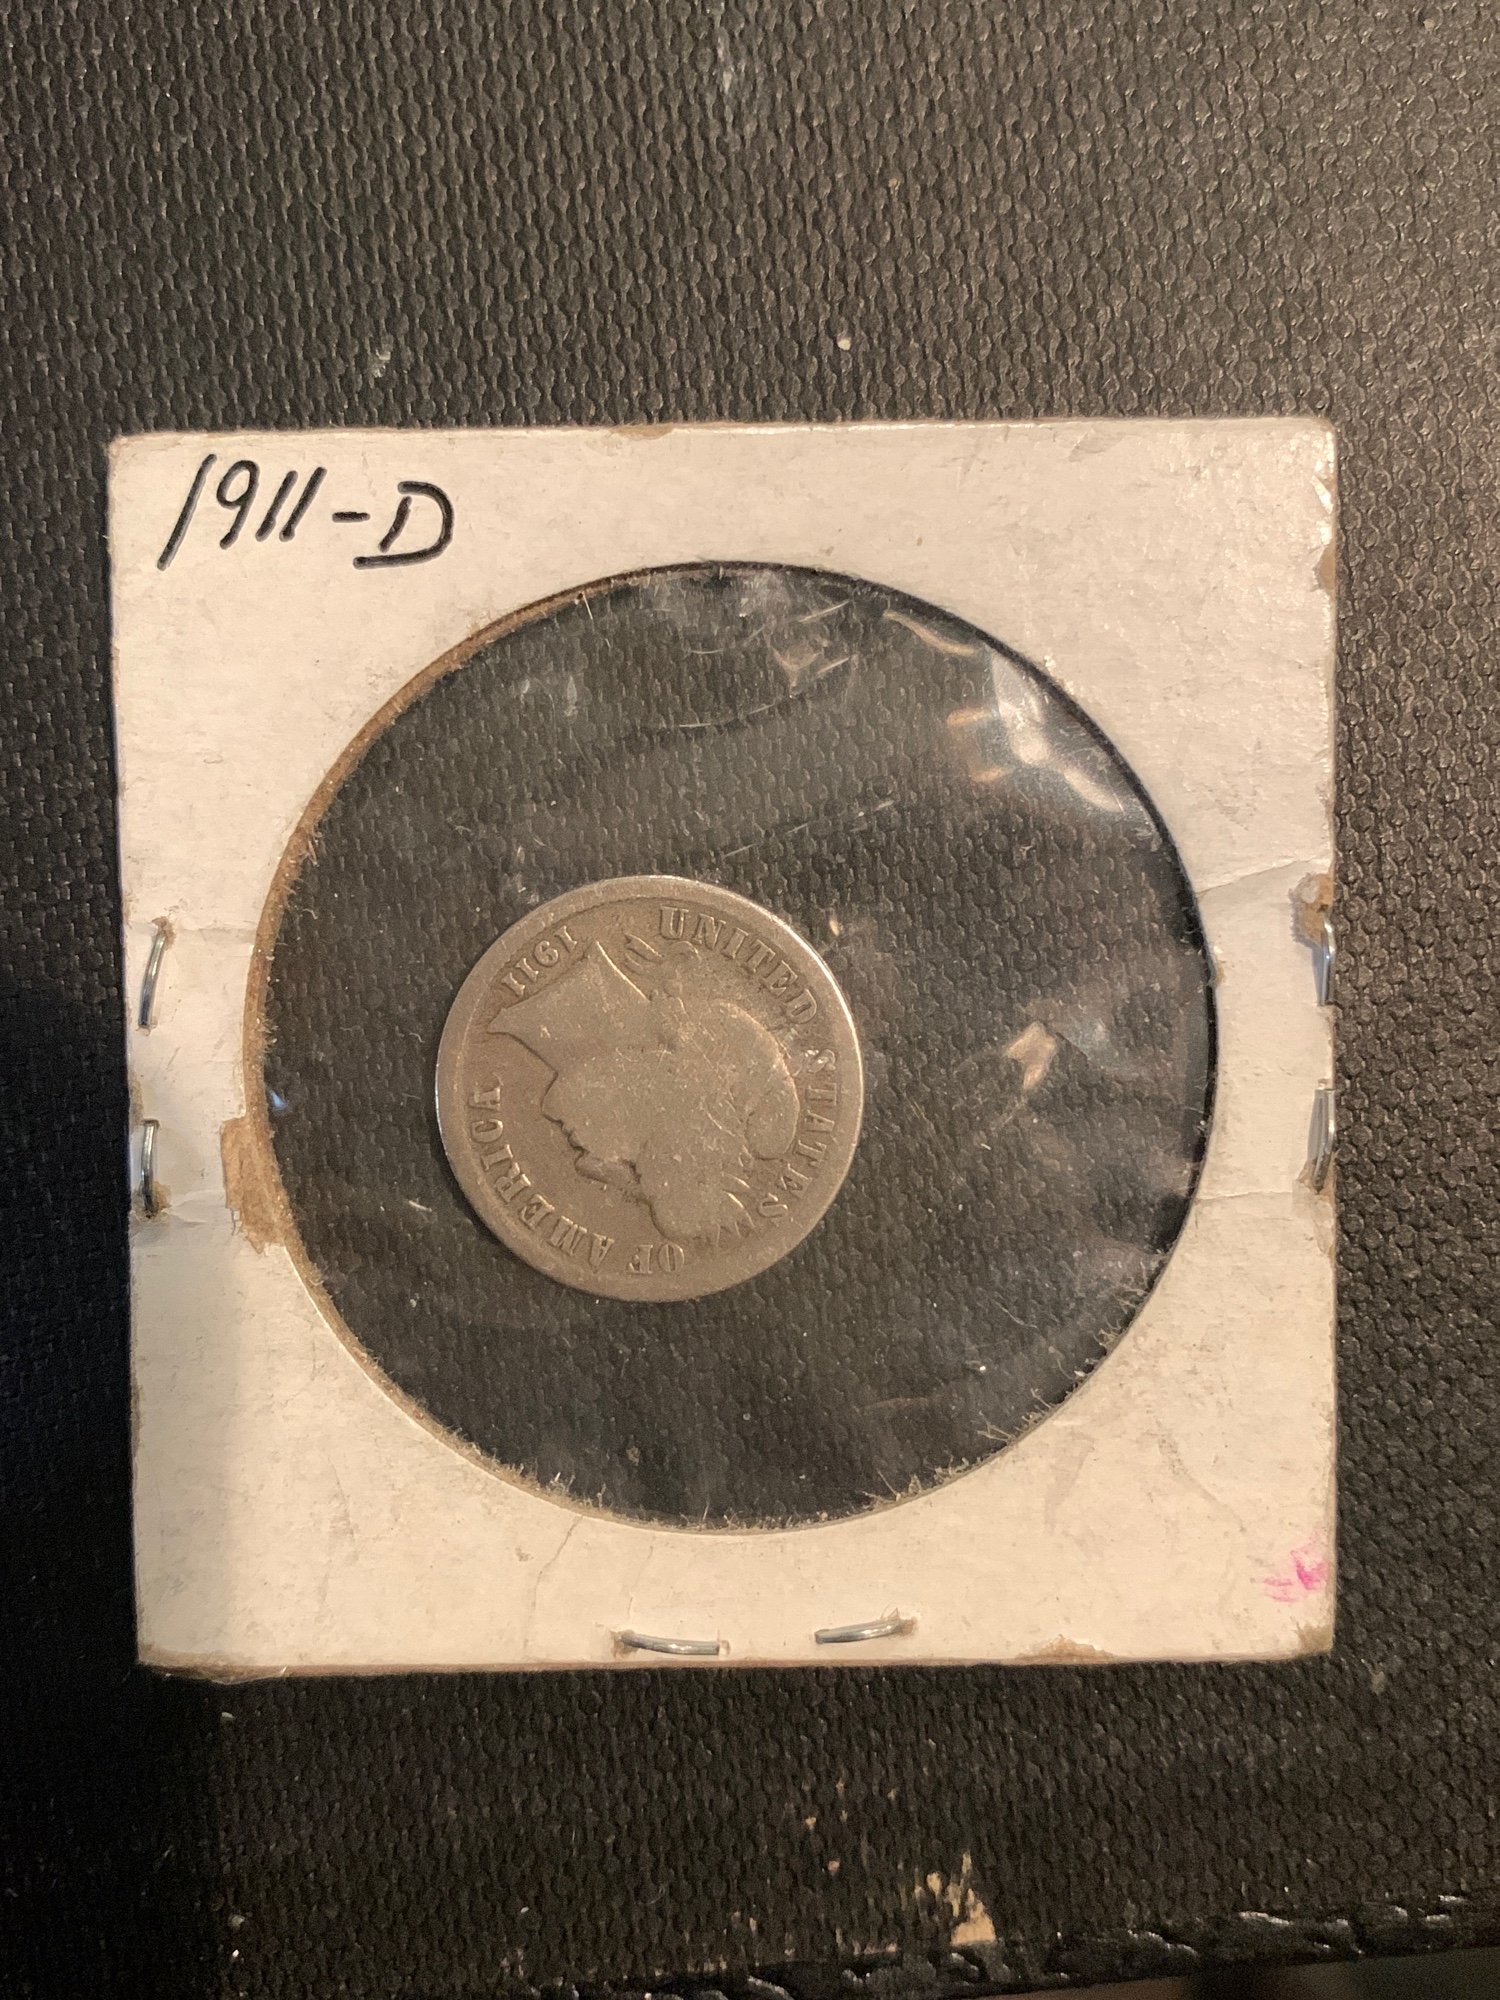 1911-D
UNITED STATES OF AMERICA
1911